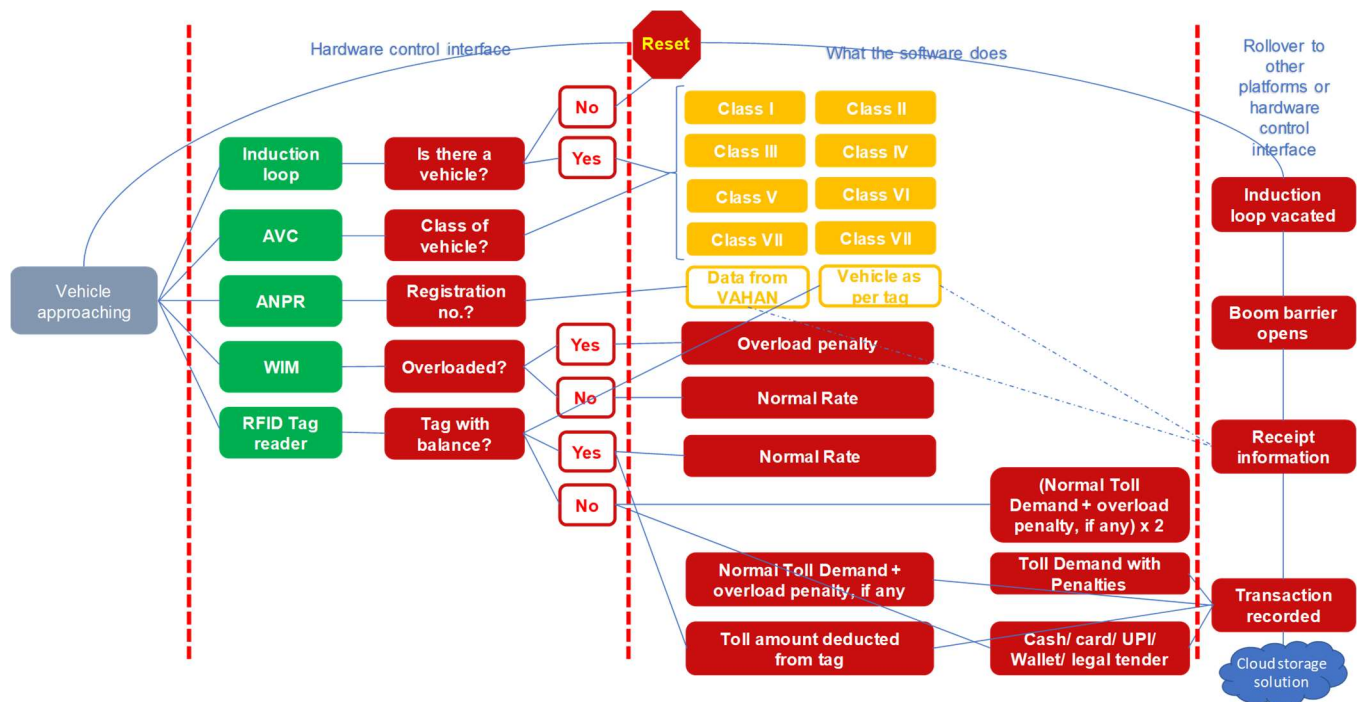 Hardware control interface
Reset
What the software does
Rollover to
other
platforms or
hardware
control
interface
Vehicle
approaching
Induction
loop
AVC
ANPR
WIM
RFID Tag
reader
Is there a
vehicle?
Class of
vehicle?
Registration
no.?
Overloaded?
Tag with
balance?
No
Yes
Yes
No
Yes
No
Class I
Class II
Class III
Class IV
Class V
Class VI
Class VII
Class VII
Data from
VAHAN
Vehicle as
per tag
Overload penalty
Normal Rate
Normal Rate
(Normal Toll
Demand + overload
penalty, if any) x 2
Normal Toll Demand +
overload penalty, if any
Toll Demand with
Penalties
Toll amount deducted
from tag
Cash/ card/ UPI/
Wallet/ legal tender
Induction
loop vacated
Boom barrier
opens
Receipt
information
Transaction
recorded
Cloud storage
solution